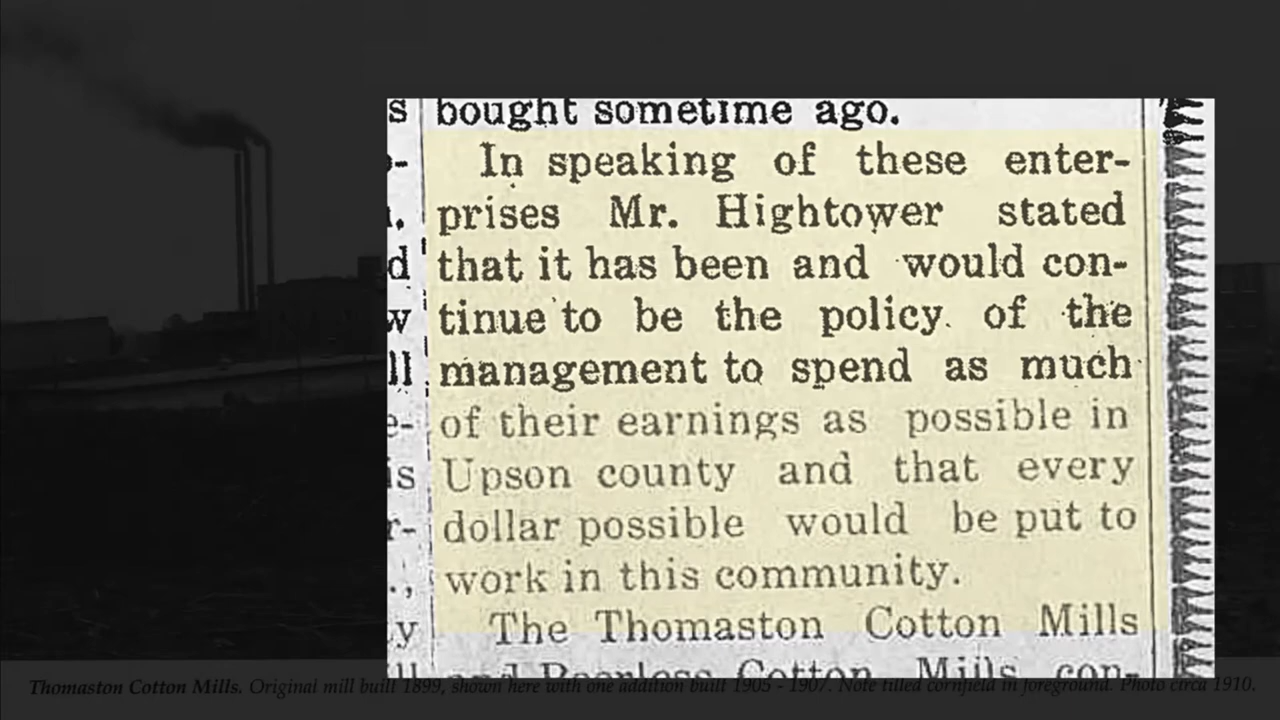 s bought sometime ago.
In speaking of these enter-
prises Mr. Hightower stated
d that it has been and would con-
w tinue to be the policy of the
ll management to spend as much
e- of their earnings as possible in
is Upson county and that every
r- dollar possible would be put to
., work in this community.
y The Thomaston Cotton Mills
and Peerless Cotton Mills con-
Thomaston Cotton Mills. Original mill built 1899, shown here with one addition built 1905 - 1907. Note tilled cornfield in foreground. Photo circa 1910.